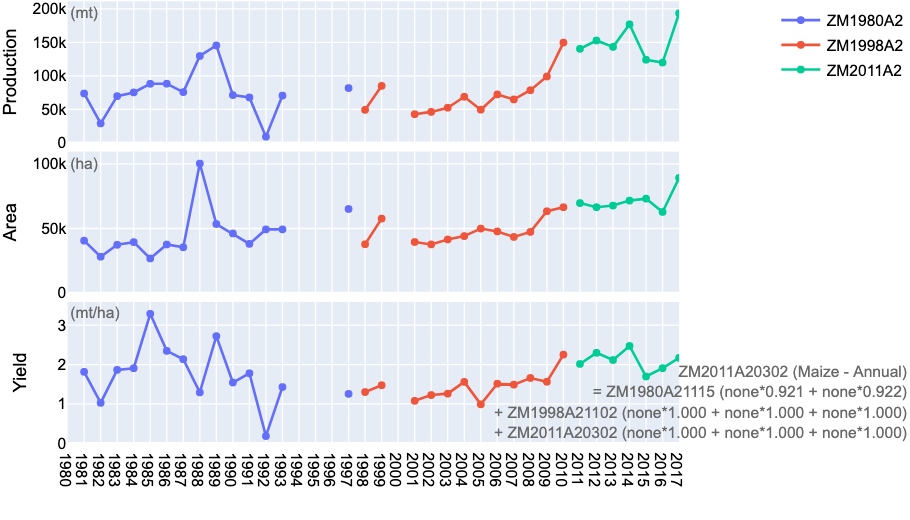 200k
(mt)
150k
100k
50k
0
Production
ZM1980A2
ZM1998A2
ZM2011A2
100k
(ha)
50k
0
Area
(mt/ha)
3
2
1
0
Yield
ZM2011A20302 (Maize - Annual)
= ZM1980A21115 (none*0.921 + none*0.922)
+ ZM1998A21102 (none*1.000 + none*1.000 + none*1.000)
+ ZM2011A20302 (none*1.000 + none*1.000 + none*1.000)
1980
1981
1982
1983
1984
1985
1986
1987
1988
1989
1990
1991
1992
1993
1994
1995
1996
1997
1998
1999
2000
2001
2002
2003
2004
2005
2006
2007
2008
2009
2010
2011
2012
2013
2014
2015
2016
2017